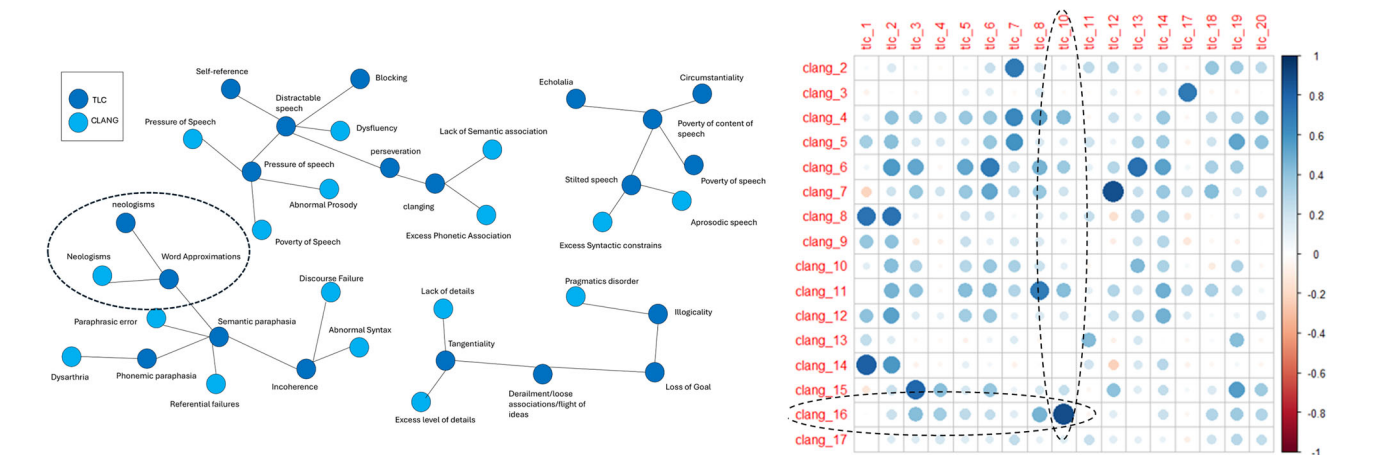 TLC
CLANG
Self-reference
Blocking
Distractable
speech
Pressure of Speech
Dysfluency
Lack of Semantic association
Pressure of speech
perseveration
Abnormal Prosody
clanging
Excess Phonetic Association
Poverty of Speech
neologisms
Neologisms
Word Approximations
Discourse Failure
Paraphrasic error
Semantic paraphasia
Abnormal Syntax
Dysarthria
Phonemic paraphasia
Incoherence
Referential failures
Echolalia
Circumstantiality
Poverty of content of
speech
Stilted speech
Poverty of speech
Aprosodic speech
Excess Syntactic constrains
Lack of details
Pragmatics disorder
Illogicality
Tangentiality
Derailment/loose
associations/flight of
ideas
Loss of Goal
Excess level of details
tlc_1
tlc_2
tlc_3
tlc_4
tlc_5
tlc_6
tlc_7
tlc_8
tlc_10
tlc_11
tlc_12
tlc_13
tlc_14
tlc_17
tlc_18
tlc_19
tlc_20
clang_2
clang_3
clang_4
clang_5
clang_6
clang_7
clang_8
clang_9
clang_10
clang_11
clang_12
clang_13
clang_14
clang_15
clang_16
clang_17
1
0.8
0.6
0.4
0.2
0
-0.2
-0.4
-0.6
-0.8
-1